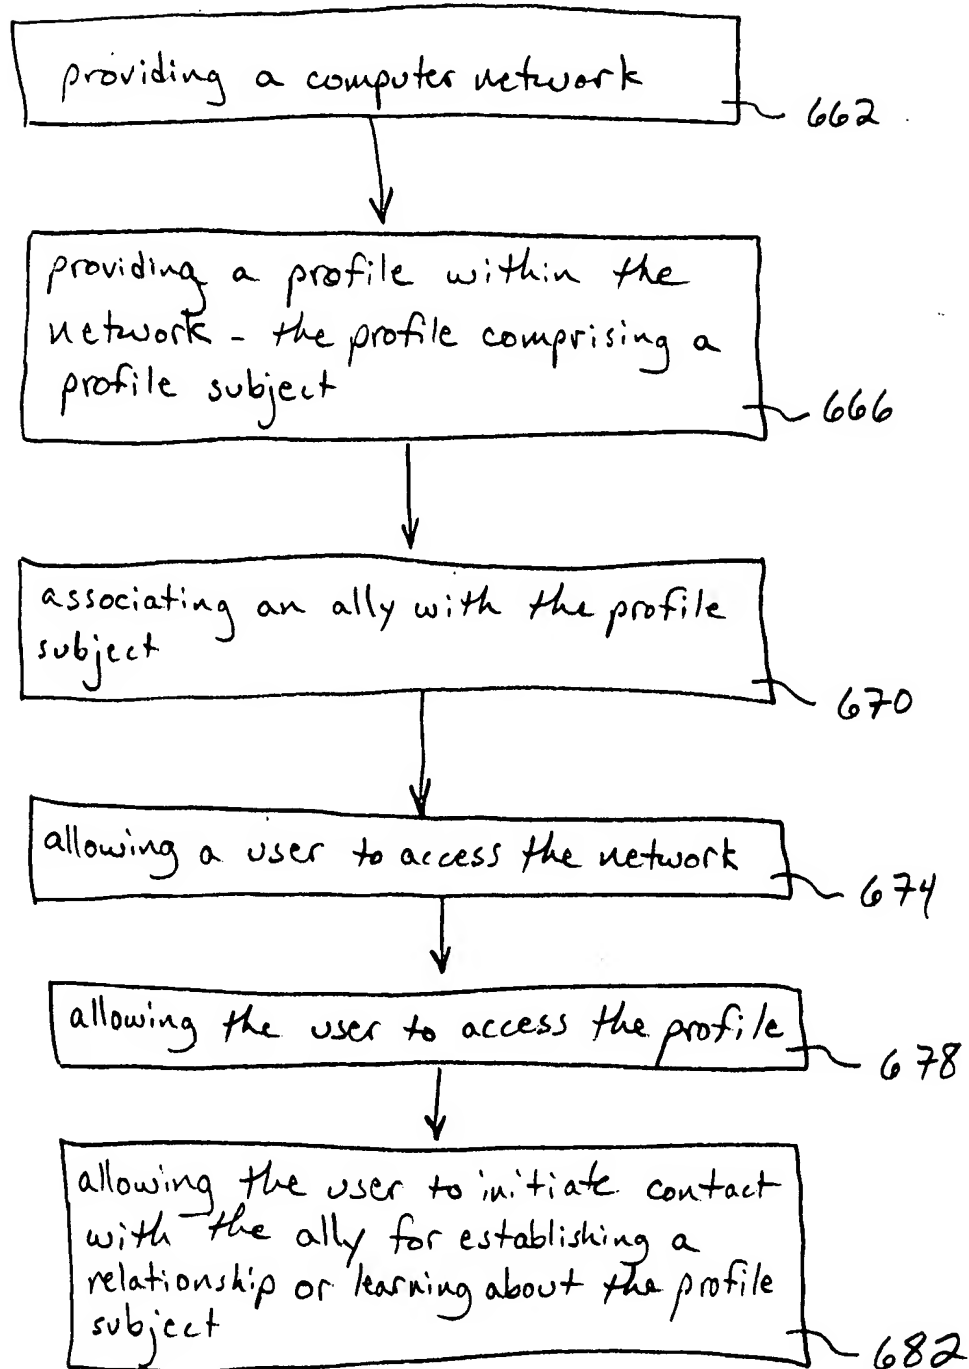 providing a computer network
662
providing a profile within the
network - the profile comprising a
profile subject
666
associating an ally with the profile
subject
670
allowing a user to access the network
674
allowing the user to access the profile
678
allowing the user to initiate contact
with the ally for establishing a
relationship or learning about the profile
subject
682